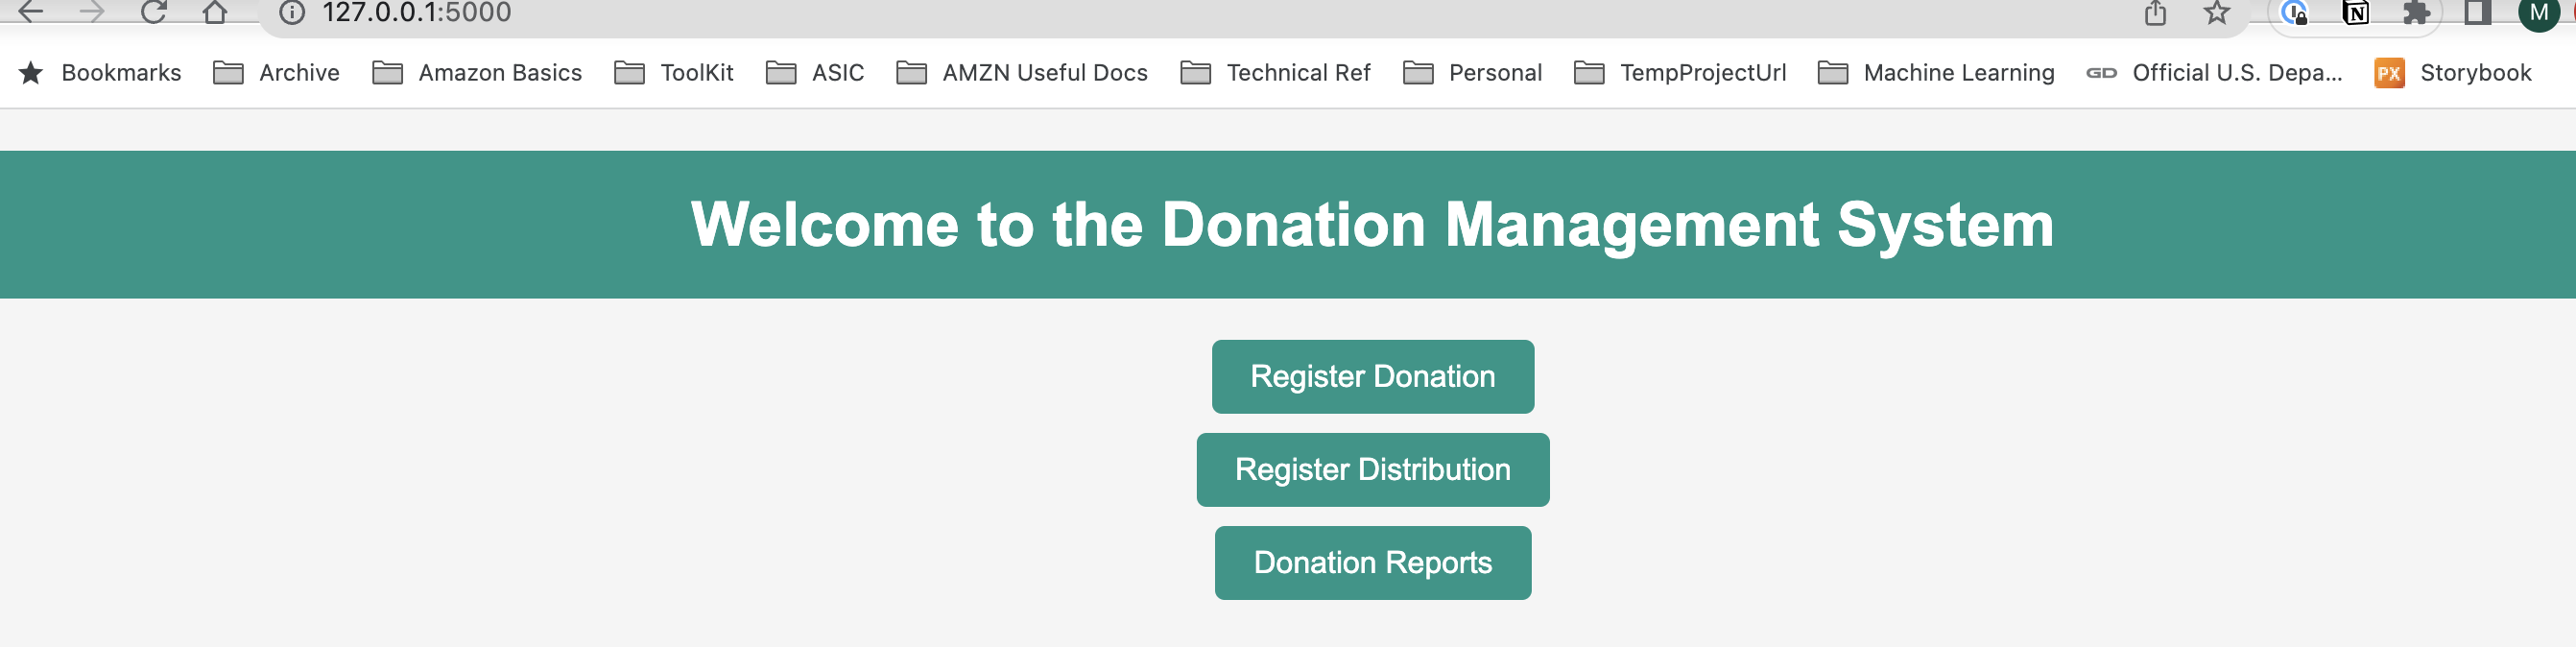 127.0.0.1:5000
M
Bookmarks Archive Amazon Basics ToolKit ASIC AMZN Useful Docs Technical Ref Personal TempProjectUrl Machine Learning GD Official U.S. Depa... PX Storybook
Welcome to the Donation Management System
Register Donation
Register Distribution
Donation Reports